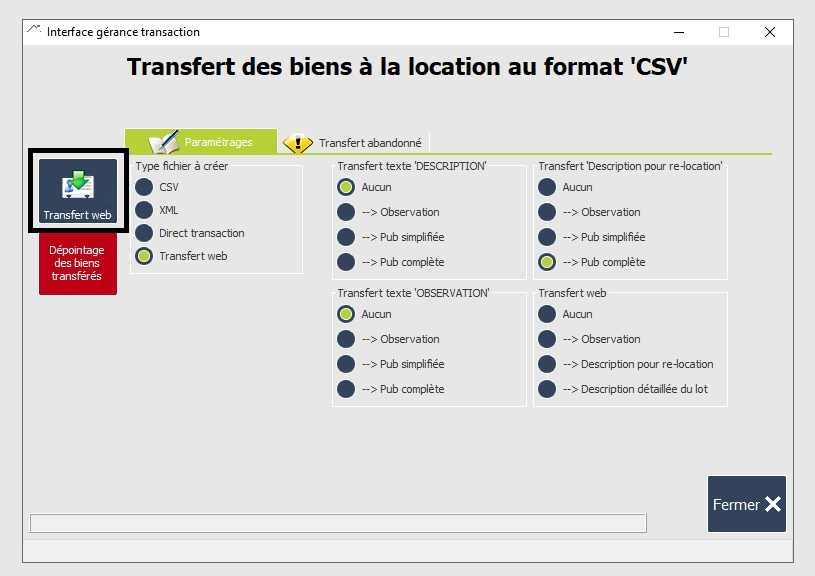 Interface gérance transaction
Transfert des biens à la location au format 'CSV'
Paramétrages
Transfert abandonné
Transfert web
Dépointage
des biens
transférés
Type fichier à créer
CSV
XML
Direct transaction
Transfert web
Transfert texte 'DESCRIPTION'
Aucun
--> Observation
--> Pub simplifiée
--> Pub complète
Transfert 'Description pour re-location'
Aucun
--> Observation
--> Pub simplifiée
--> Pub complète
Transfert texte 'OBSERVATION'
Aucun
--> Observation
--> Pub simplifiée
--> Pub complète
Transfert web
Aucun
--> Observation
--> Description pour re-location
--> Description détaillée du lot
Fermer